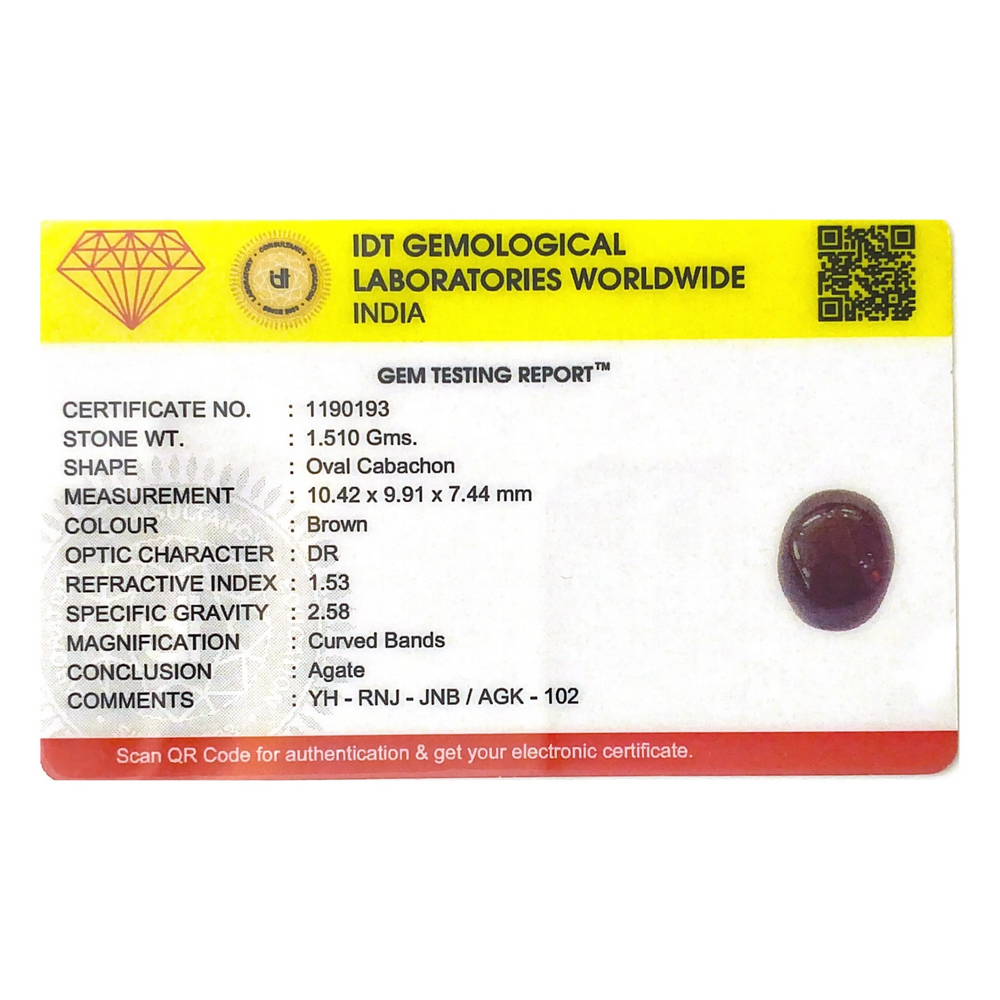 CONSULTANCY
idt
IDT GEMOLOGICAL
LABORATORIES WORLDWIDE
INDIA
GEM TESTING REPORT™
CERTIFICATE NO. : 1190193
STONE WT. : 1.510 Gms.
SHAPE : Oval Cabachon
MEASUREMENT : 10.42 x 9.91 x 7.44 mm
COLOUR : Brown
OPTIC CHARACTER : DR
REFRACTIVE INDEX : 1.53
SPECIFIC GRAVITY : 2.58
MAGNIFICATION : Curved Bands
CONCLUSION : Agate
COMMENTS : YH - RNJ - JNB / AGK - 102
Scan QR Code for authentication & get your electronic certificate.